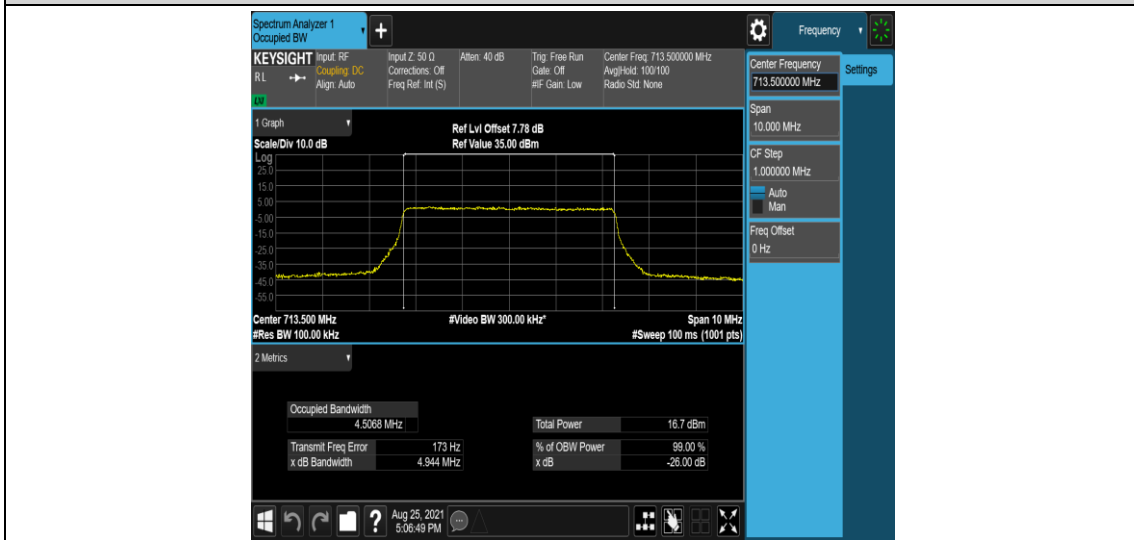 Spectrum Analyzer 1
Occupied BW
+
Frequency
KEYSIGHT
RL
Input: RF
Coupling: DC
Align: Auto
Input Z: 50 Ω
Corrections: Off
Freq Ref: Int (S)
Atten: 40 dB
Trig: Free Run
Gate: Off
#IF Gain: Low
Center Freq: 713.500000 MHz
Avg|Hold: 100/100
Radio Std: None
Center Frequency
713.500000 MHz
Settings
Span
10.000 MHz
CF Step
1.000000 MHz
Auto
Man
Freq Offset
0 Hz
1 Graph
Ref Lvl Offset 7.78 dB
Scale/Div 10.0 dB
Ref Value 35.00 dBm
Log
25.0
15.0
5.00
-5.00
-15.0
-25.0
-35.0
-45.0
-55.0
Center 713.500 MHz
#Video BW 300.00 kHz*
Span 10 MHz
#Res BW 100.00 kHz
#Sweep 100 ms (1001 pts)
2 Metrics
Occupied Bandwidth
4.5068 MHz
Total Power 16.7 dBm
Transmit Freq Error 173 Hz
% of OBW Power 99.00 %
x dB Bandwidth 4.944 MHz
x dB -26.00 dB
?
Aug 25, 2021
5:06:49 PM